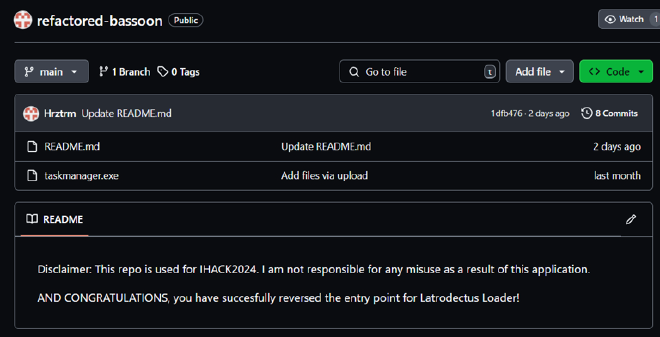 refactored-bassoon Public Watch 1
main 1 Branch 0 Tags Go to file t Add file Code
Hrztrm Update README.md 1dfb476 · 2 days ago 8 Commits
README.md Update README.md 2 days ago
taskmanager.exe Add files via upload last month
README
Disclaimer: This repo is used for IHACK2024. I am not responsible for any misuse as a result of this application.
AND CONGRATULATIONS, you have succesfully reversed the entry point for Latrodectus Loader!